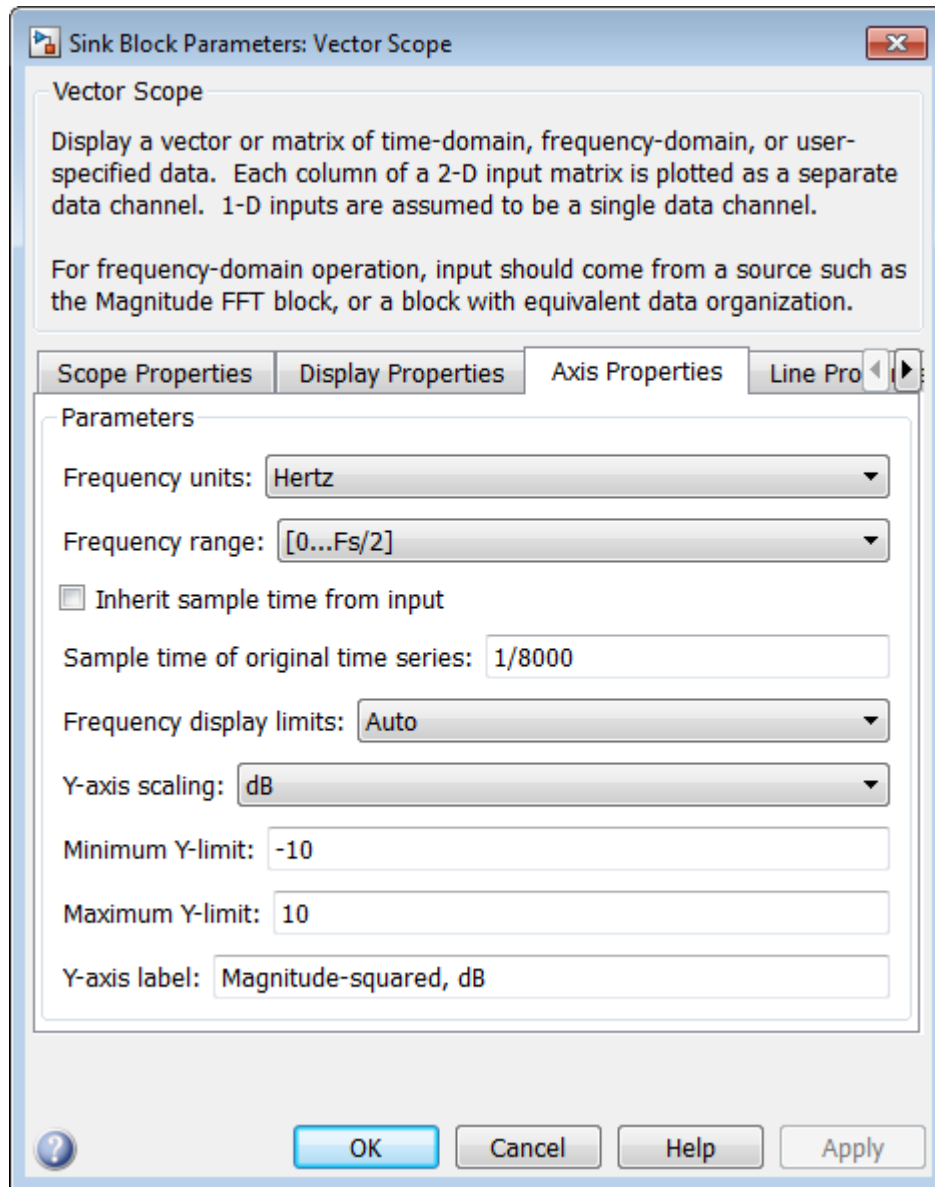 Sink Block Parameters: Vector Scope
Vector Scope
Display a vector or matrix of time-domain, frequency-domain, or user-
specified data.  Each column of a 2-D input matrix is plotted as a separate
data channel.  1-D inputs are assumed to be a single data channel.
For frequency-domain operation, input should come from a source such as
the Magnitude FFT block, or a block with equivalent data organization.
Scope Properties Display Properties Axis Properties Line
Parameters
Frequency units: Hertz
Frequency range: [0...Fs/2]
Inherit sample time from input
Sample time of original time series: 1/8000
Frequency display limits: Auto
Y-axis scaling: dB
Minimum Y-limit: -10
Maximum Y-limit: 10
Y-axis label: Magnitude-squared, dB
OK Cancel Help Apply